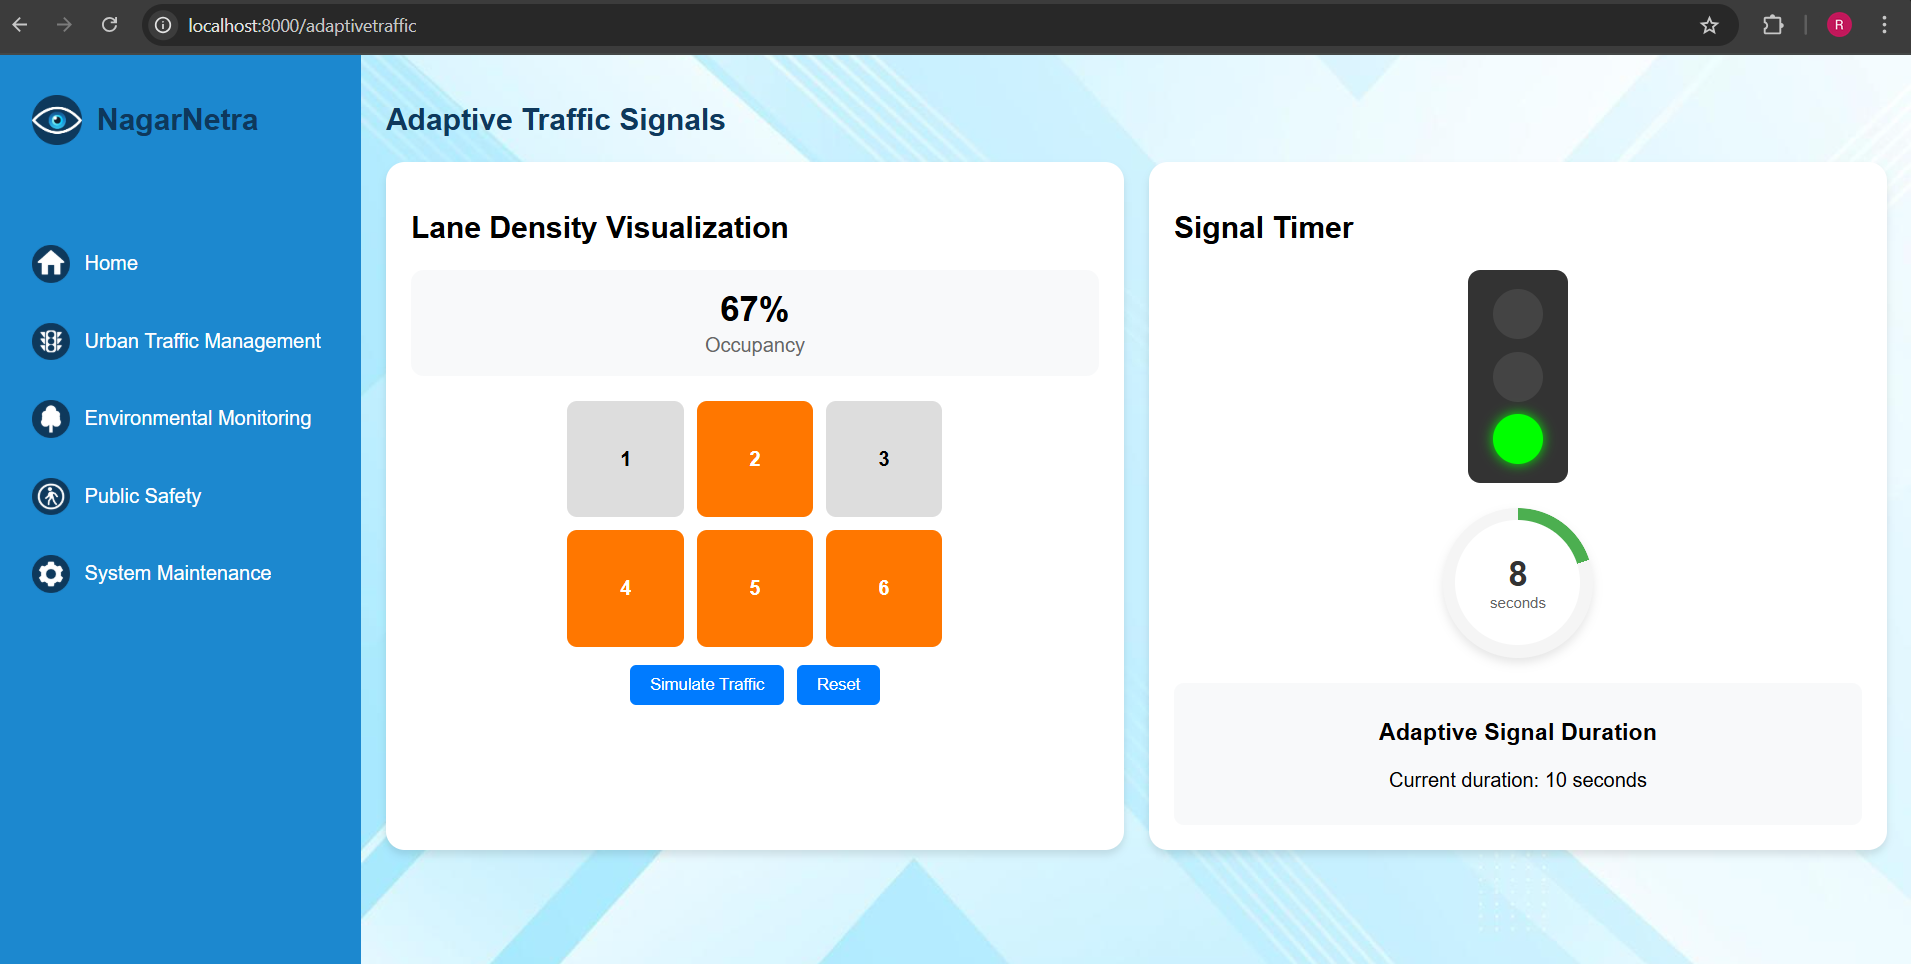 localhost:8000/adaptivetraffic
R
NagarNetra
Home
Urban Traffic Management
Environmental Monitoring
Public Safety
System Maintenance
Adaptive Traffic Signals
Lane Density Visualization
67%
Occupancy
1 2 3
4 5 6
Simulate Traffic Reset
Signal Timer
8
seconds
Adaptive Signal Duration
Current duration: 10 seconds